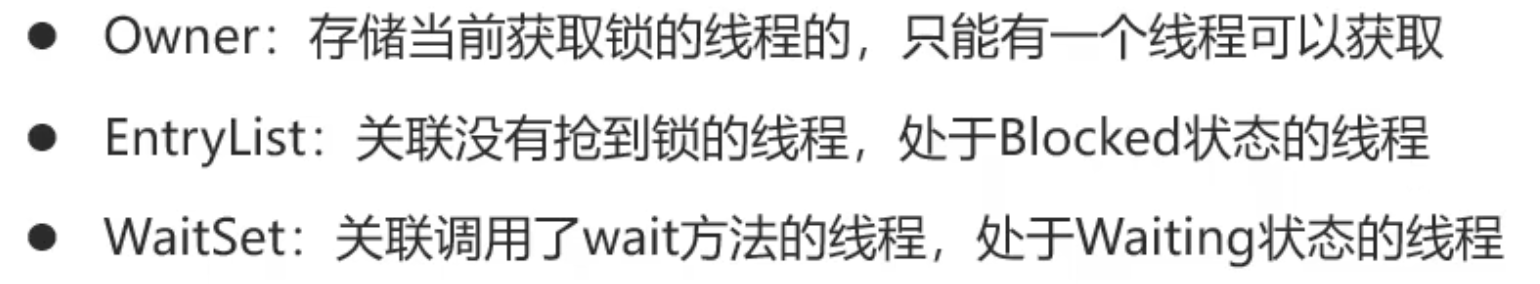 ● Owner：存储当前获取锁的线程的，只能有一个线程可以获取
● EntryList：关联没有抢到锁的线程，处于Blocked状态的线程
● WaitSet：关联调用了wait方法的线程，处于Waiting状态的线程